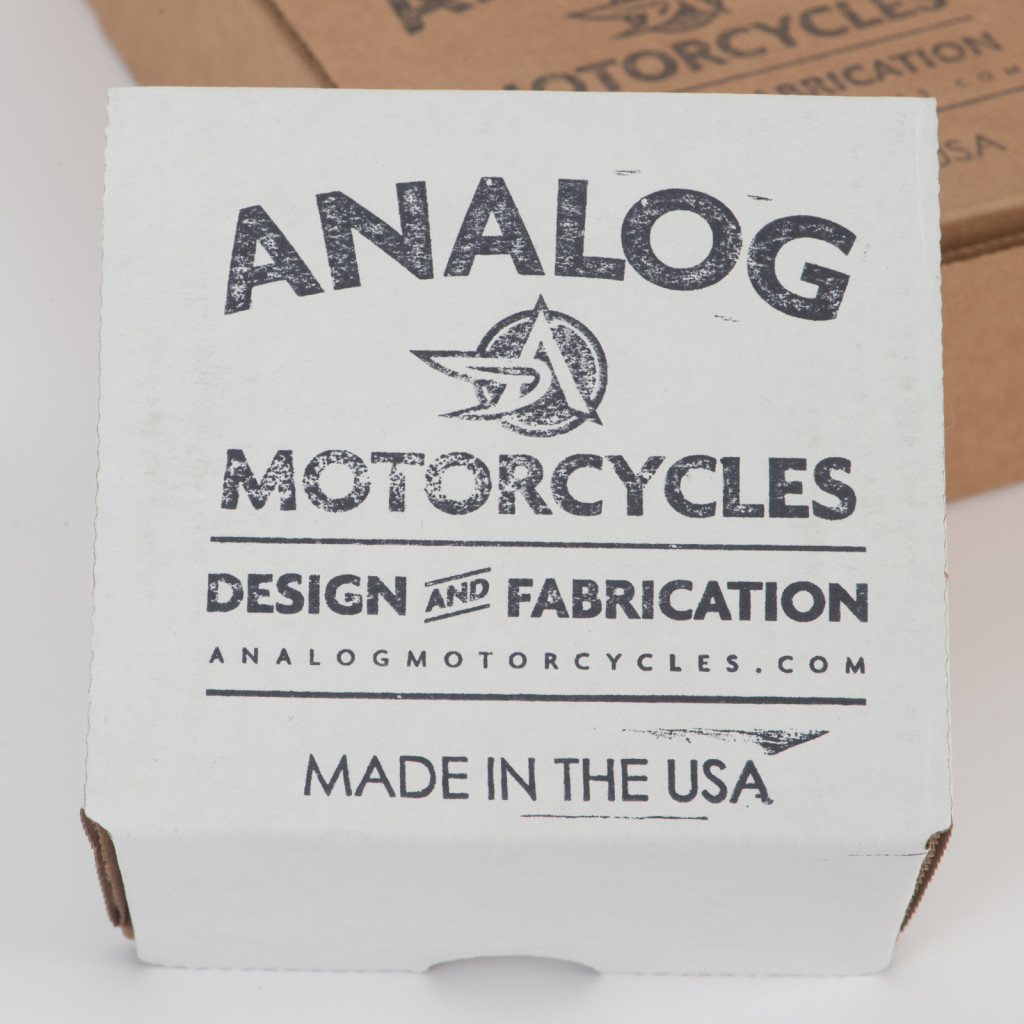 MOTORCYCLES
FABRICATION
USA
ANALOG
MOTORCYCLES
DESIGN AND FABRICATION
ANALOGMOTORCYCLES.COM
MADE IN THE USA